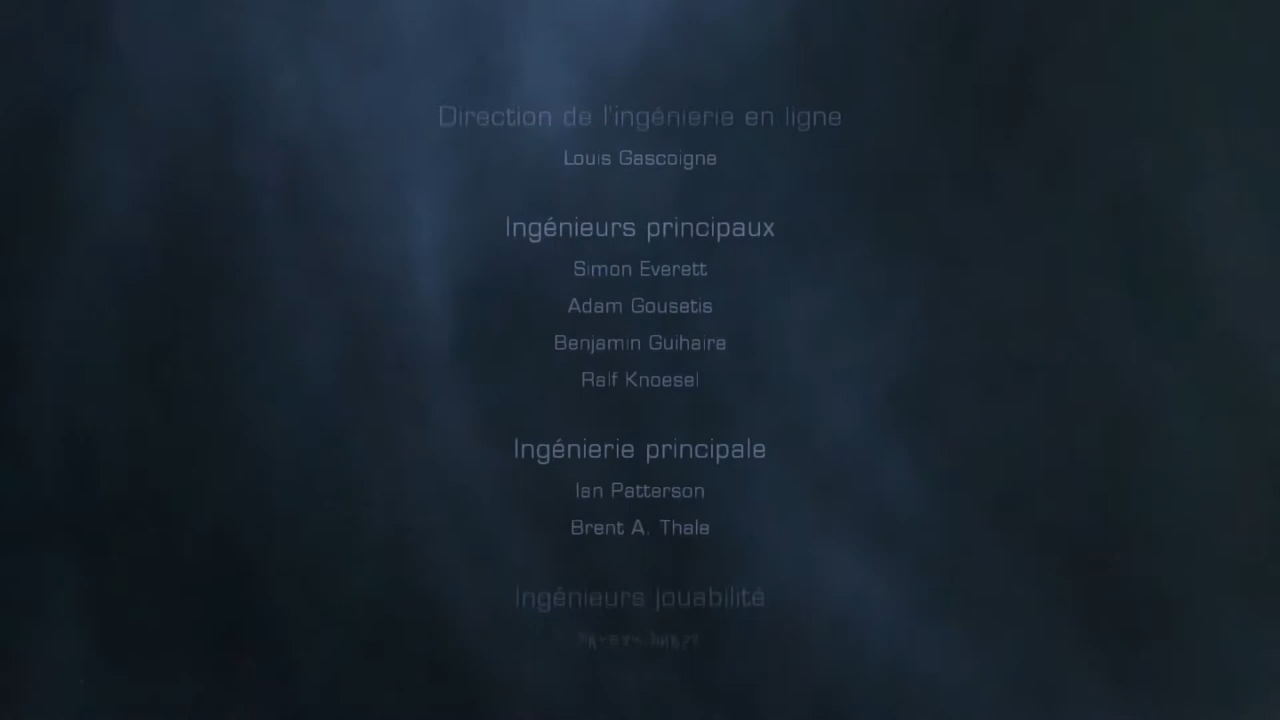 Direction de l'ingénierie en ligne
Louis Gascoigne
Ingénieurs principaux
Simon Everett
Adam Gousetis
Benjamin Guihaire
Ralf Knoesel
Ingénierie principale
Ian Patterson
Brent A. Thale
Ingénieurs jouabilité